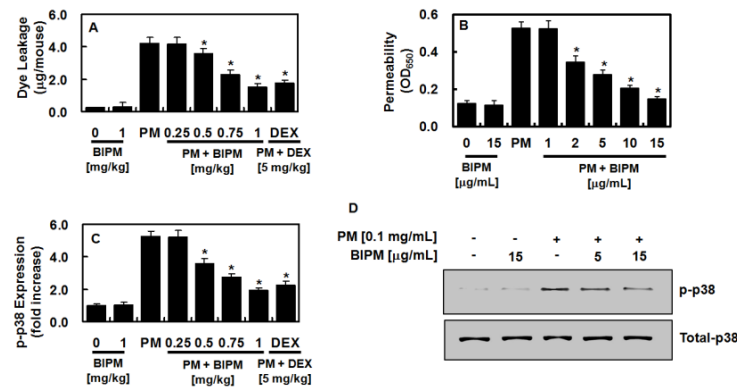 A
Dye Leakage
(μg/mouse)
6.0
4.0
2.0
0.0
* * * *
0 1 PM 0.25 0.5 0.75 1 DEX
BIPM
[mg/kg]
PM + BIPM
[mg/kg]
PM + DEX
[5 mg/kg]
B
Permeability
(OD650)
0.6
0.4
0.2
0.0
* * * *
0 15 PM 1 2 5 10 15
BIPM
[μg/mL]
PM + BIPM
[μg/mL]
C
p-p38 Expression
(fold increase)
6.0
4.0
2.0
0.0
* * * *
0 1 PM 0.25 0.5 0.75 1 DEX
BIPM
[mg/kg]
PM + BIPM
[mg/kg]
PM + DEX
[5 mg/kg]
D
PM [0.1 mg/mL] - - + + +
BIPM [μg/mL] - 15 - 5 15
p-p38
Total-p38